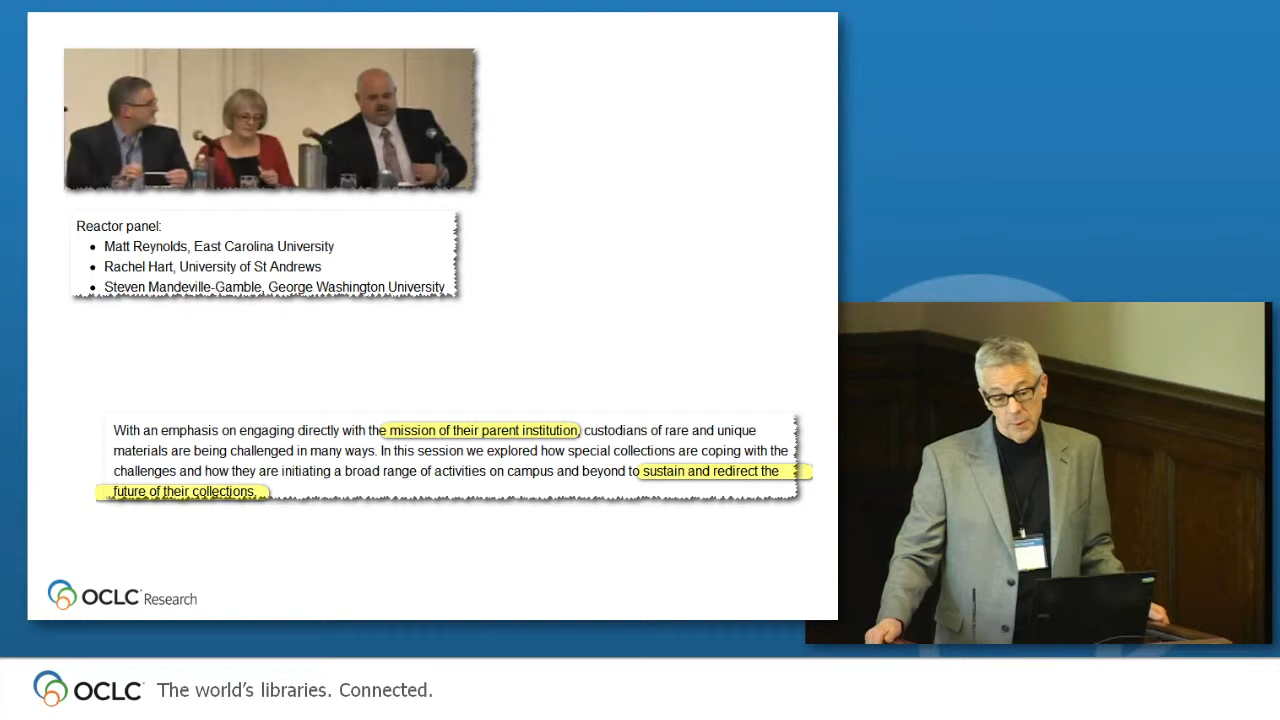 Reactor panel:
• Matt Reynolds, East Carolina University
• Rachel Hart, University of St Andrews
• Steven Mandeville-Gamble, George Washington University
With an emphasis on engaging directly with the mission of their parent institution, custodians of rare and unique
materials are being challenged in many ways. In this session we explored how special collections are coping with the
challenges and how they are initiating a broad range of activities on campus and beyond to sustain and redirect the
future of their collections.
OCLC Research
OCLC The world's libraries. Connected.